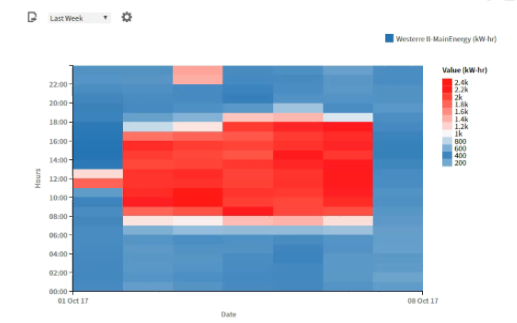 Last Week
Westerre II-MainEnergy (kW-hr)
Value (kW-hr)
2.4k
2.2k
2k
1.8k
1.6k
1.4k
1.2k
1k
800
600
400
200
22:00
20:00
18:00
16:00
14:00
12:00
10:00
08:00
06:00
04:00
02:00
00:00
Hours
01 Oct 17
08 Oct 17
Date